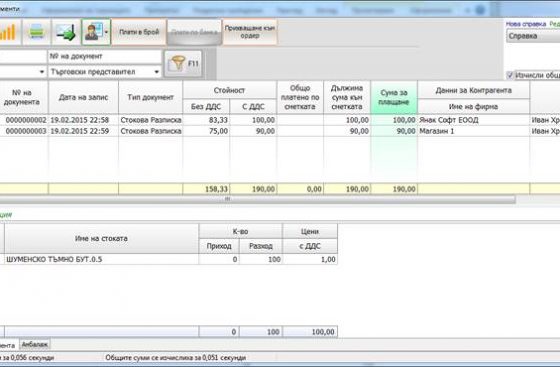 менти
Плати в брой
Плати по банка
Прихващане към ордер
Нова справка Ред
Справка
№ на документ
Търговски представител
F11
Изчисли общ
№ на документа
Дата на запис
Тип документ
Стойност
Без ДДС
С ДДС
Общо платено по сметката
Дължима сума към сметката
Сума за плащане
Данни за Контрагента
Име на фирма
0000000002 19.02.2015 22:58 Стокова Разписка 83,33 100,00 100,00 100,00 Янак Софт ЕООД Иван Хр
0000000003 19.02.2015 22:59 Стокова Разписка 75,00 90,00 90,00 90,00 Магазин 1 Иван Хр
158,33 190,00 0,00 190,00 190,00
ция
Име на стоката
К-во
Приход
Разход
Цени
с ДДС
ШУМЕНСКО ТЪМНО БУТ.0.5 0 100 1,00
0 100 100,00
мента Амбалаж
за 0,056 секунди Общите суми се изчислиха за 0,051 секунди